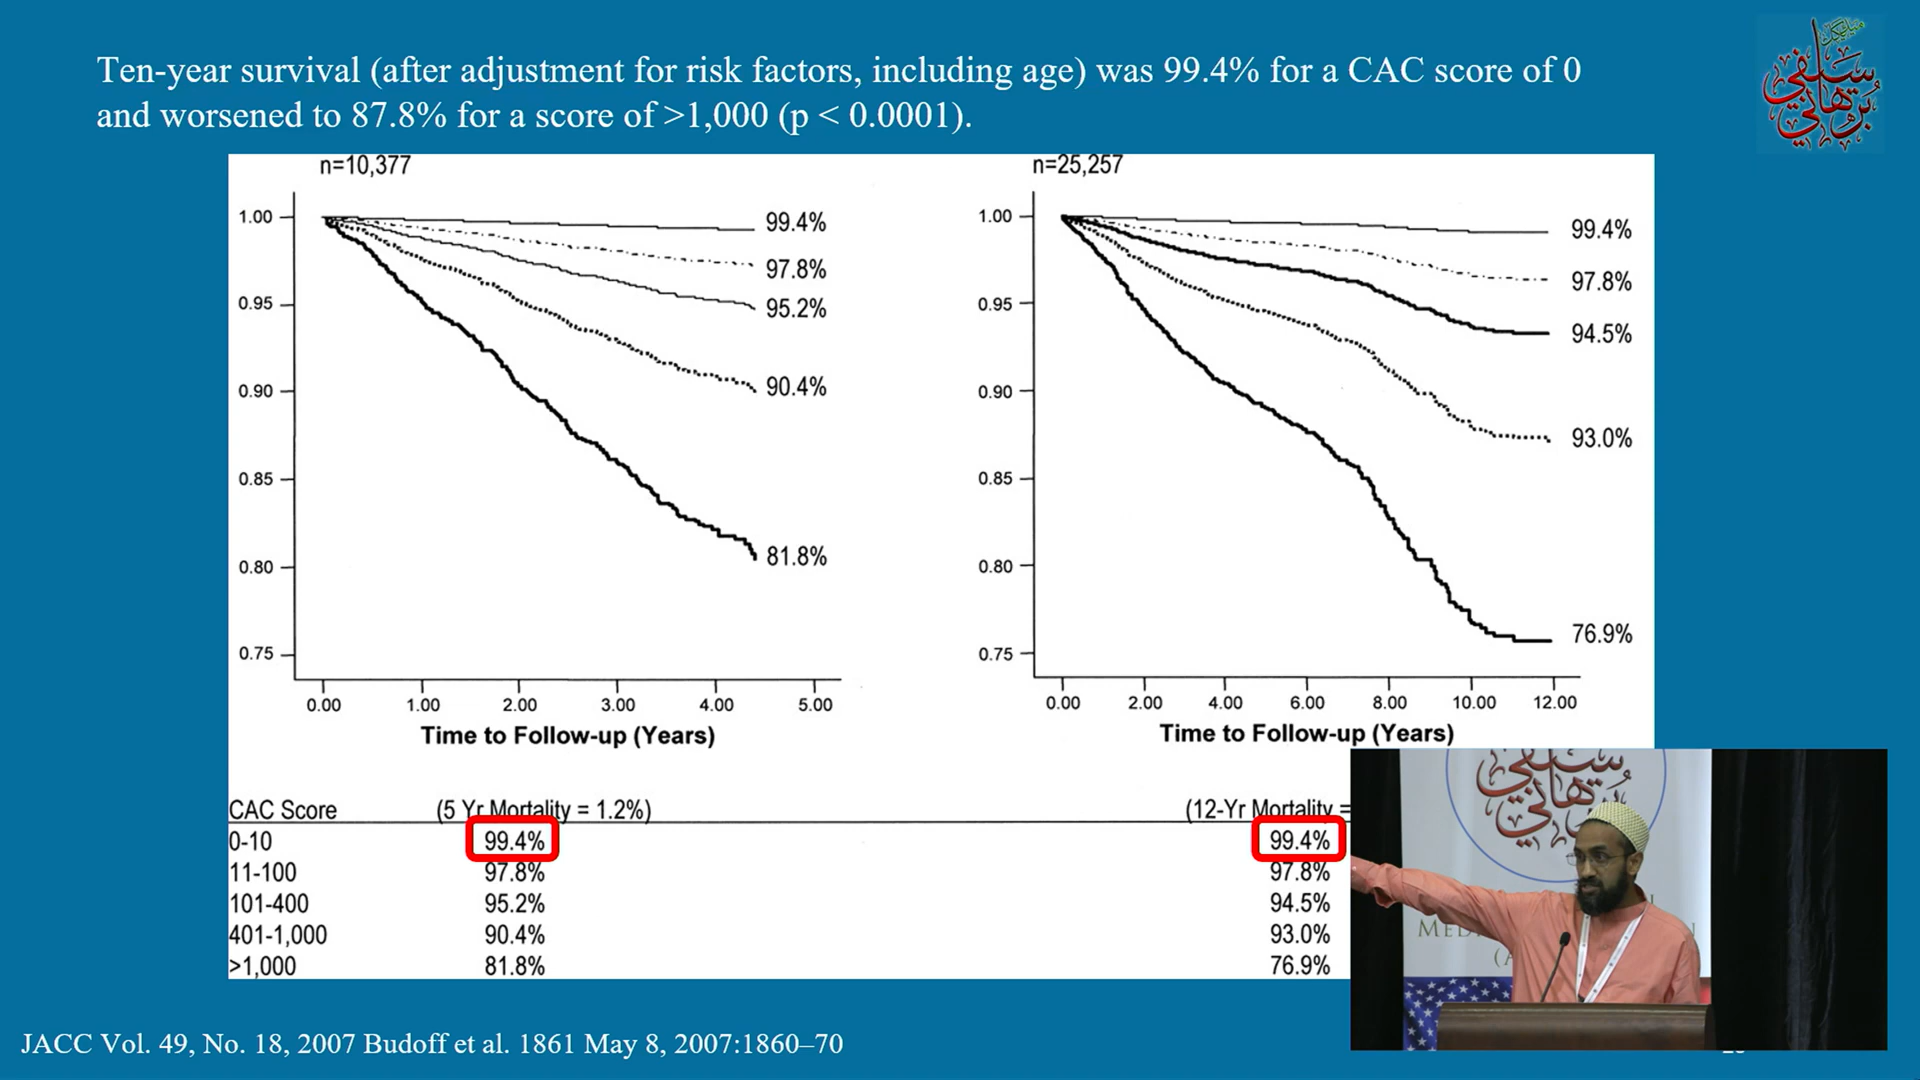 Ten-year survival (after adjustment for risk factors, including age) was 99.4% for a CAC score of 0
and worsened to 87.8% for a score of >1,000 (p < 0.0001).
سيفي
برهاني
n=10,377
1.00
0.95
0.90
0.85
0.80
0.75
99.4%
97.8%
95.2%
90.4%
81.8%
0.00 1.00 2.00 3.00 4.00 5.00
Time to Follow-up (Years)
n=25,257
1.00
0.95
0.90
0.85
0.80
0.75
99.4%
97.8%
94.5%
93.0%
76.9%
0.00 2.00 4.00 6.00 8.00 10.00 12.00
Time to Follow-up (Years)
CAC Score (5 Yr Mortality = 1.2%) (12-Yr Mortality =
0-10 99.4% 99.4%
11-100 97.8% 97.8%
101-400 95.2% 94.5%
401-1,000 90.4% 93.0%
>1,000 81.8% 76.9%
سيفي
برهاني
JACC Vol. 49, No. 18, 2007 Budoff et al. 1861 May 8, 2007:1860–70